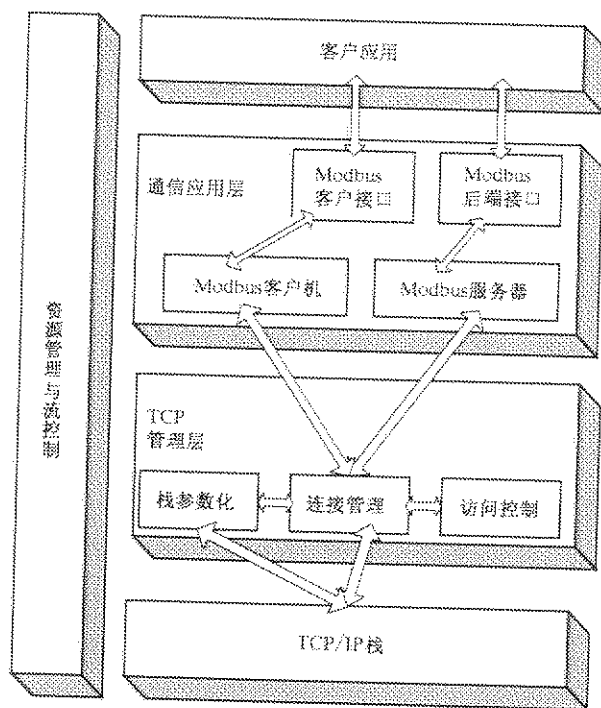 客户应用
通信应用层
Modbus
客户接口
Modbus
后端接口
Modbus客户机
Modbus服务器
资源管理与流控制
TCP
管理层
栈参数化
连接管理
访问控制
TCP/IP栈